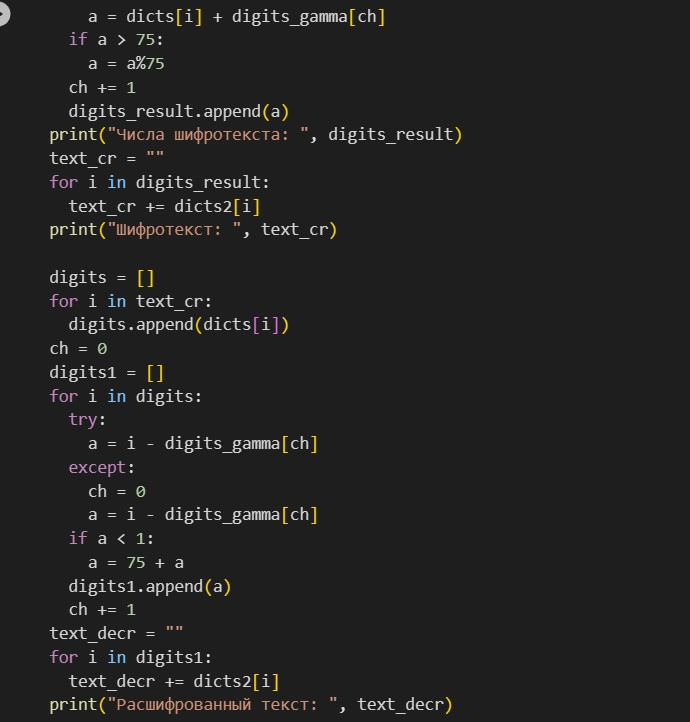 a = dicts[i] + digits_gamma[ch]
if a > 75:
a = a%75
ch += 1
digits_result.append(a)
print("Числа шифротекста: ", digits_result)
text_cr = ""
for i in digits_result:
text_cr += dicts2[i]
print("Шифротекст: ", text_cr)
digits = []
for i in text_cr:
digits.append(dicts[i])
ch = 0
digits1 = []
for i in digits:
try:
a = i - digits_gamma[ch]
except:
ch = 0
a = i - digits_gamma[ch]
if a < 1:
a = 75 + a
digits1.append(a)
ch += 1
text_decr = ""
for i in digits1:
text_decr += dicts2[i]
print("Расшифрованный текст: ", text_decr)